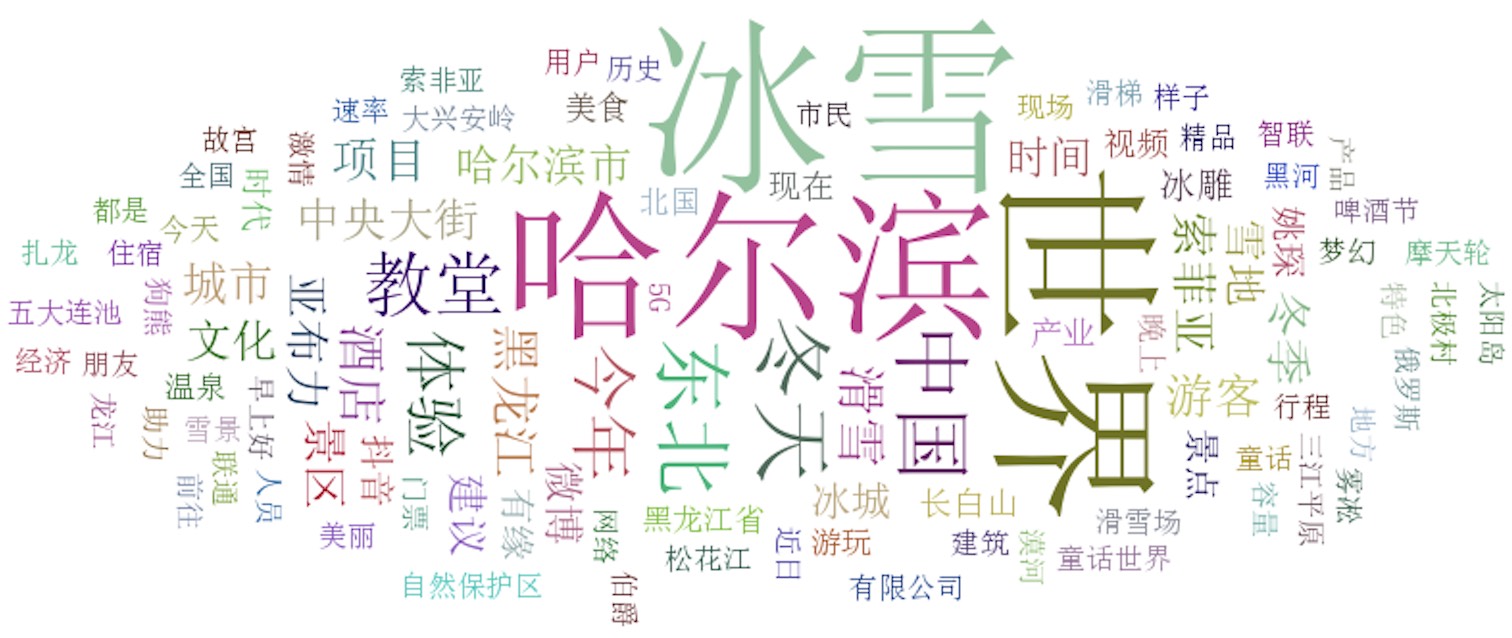 冰雪
用户
历史
索非亚
美食
市民
现场
滑梯
样子
速率
大兴安岭
故宫
激情
项目
哈尔滨市
时间
视频
精品
智联
产品
全国
时代
北国
现在
冰雕
黑河
都是
今天
中央大街
哈尔滨
世界
索菲亚
雪地
姚琛
啤酒节
扎龙
住宿
城市
教堂
5G
梦幻
摩天轮
五大连池
狗熊
亚布力
文化
酒店
体验
黑龙江
今年
东北
冬天
滑雪
中国
产业
晚上
冬季
特色
北极村
太阳岛
经济
朋友
温泉
游客
行程
俄罗斯
龙江
助力
雪景
早上好
景区
抖音
景点
童话
地方
三江平原
雾凇
前往
联通
人员
门票
建议
有缘
微博
网络
黑龙江省
冰城
长白山
滑雪场
容量
美丽
松花江
近日
游玩
建筑
漠河
童话世界
自然保护区
伯爵
有限公司